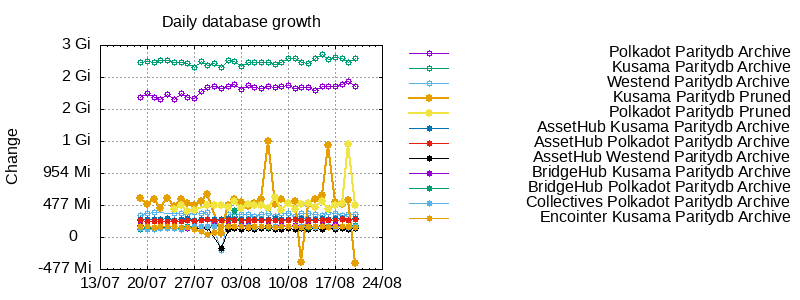 Daily database growth
3 Gi
2 Gi
2 Gi
1 Gi
954 Mi
477 Mi
0
-477 Mi
Change
13/07 20/07 27/07 03/08 10/08 17/08 24/08
Polkadot Paritydb Archive
Kusama Paritydb Archive
Westend Paritydb Archive
Kusama Paritydb Pruned
Polkadot Paritydb Pruned
AssetHub Kusama Paritydb Archive
AssetHub Polkadot Paritydb Archive
AssetHub Westend Paritydb Archive
BridgeHub Kusama Paritydb Archive
BridgeHub Polkadot Paritydb Archive
Collectives Polkadot Paritydb Archive
Encointer Kusama Paritydb Archive